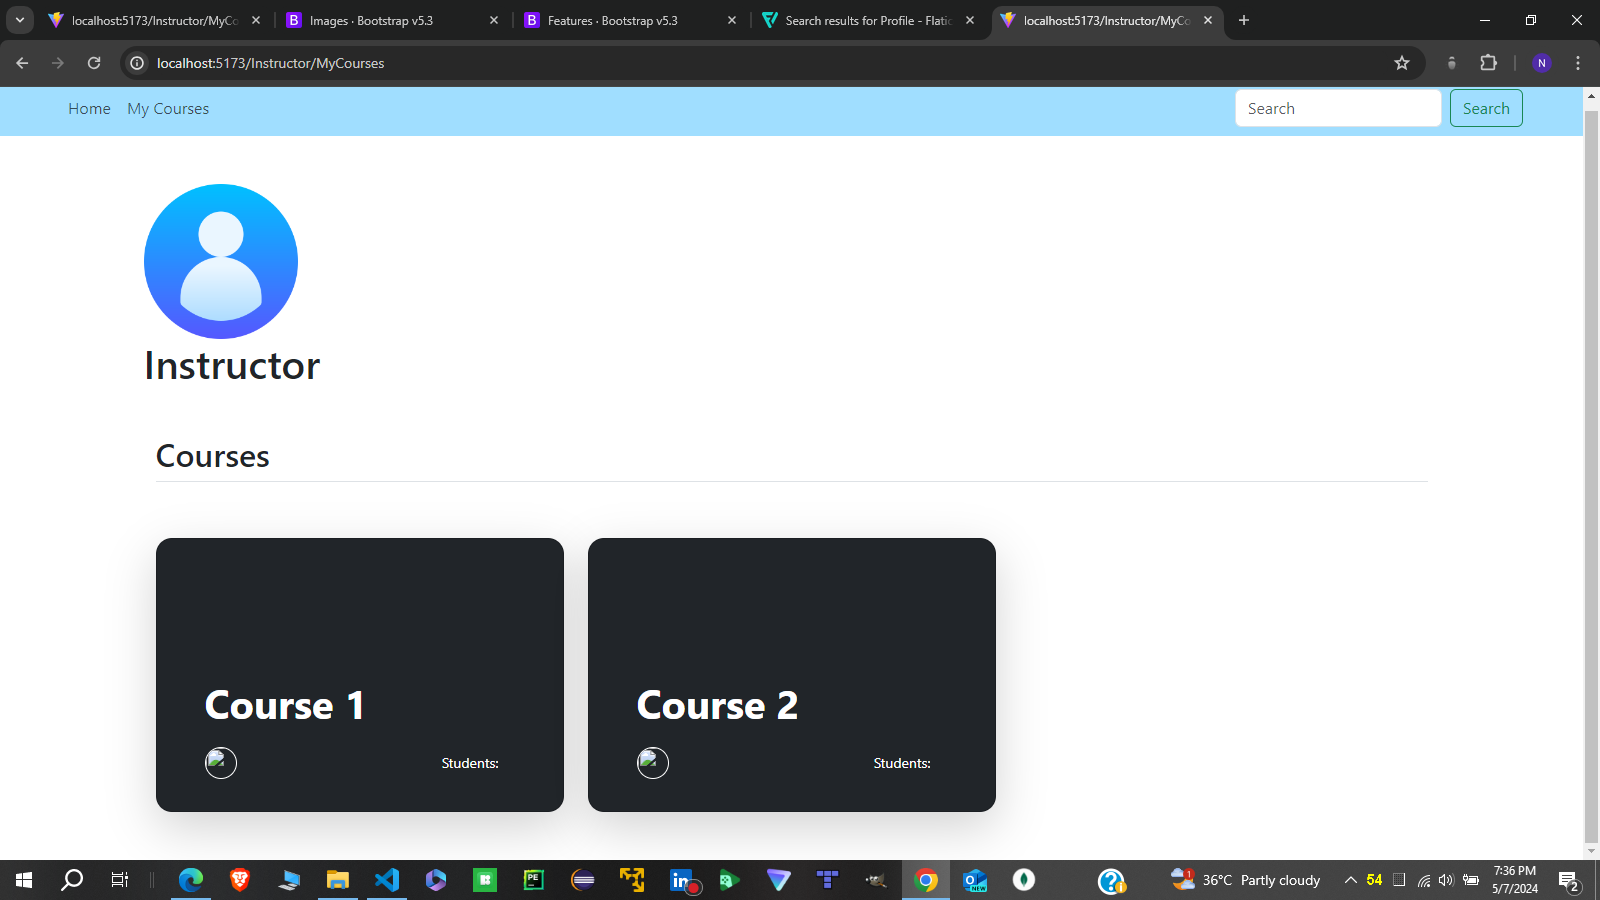 localhost:5173/Instructor/MyCo
Images · Bootstrap v5.3
Features · Bootstrap v5.3
Search results for Profile - Flatic
localhost:5173/Instructor/MyCo
localhost:5173/Instructor/MyCourses
N
Home
My Courses
Search
Search
Instructor
Courses
Course 1
Students:
Course 2
Students:
1
36°C
Partly cloudy
54
7:36 PM
5/7/2024
2